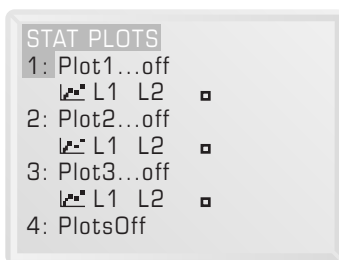 STAT PLOTS
1: Plot1...off
L1 L2
2: Plot2...off
L1 L2
3: Plot3...off
L1 L2
4: PlotsOff